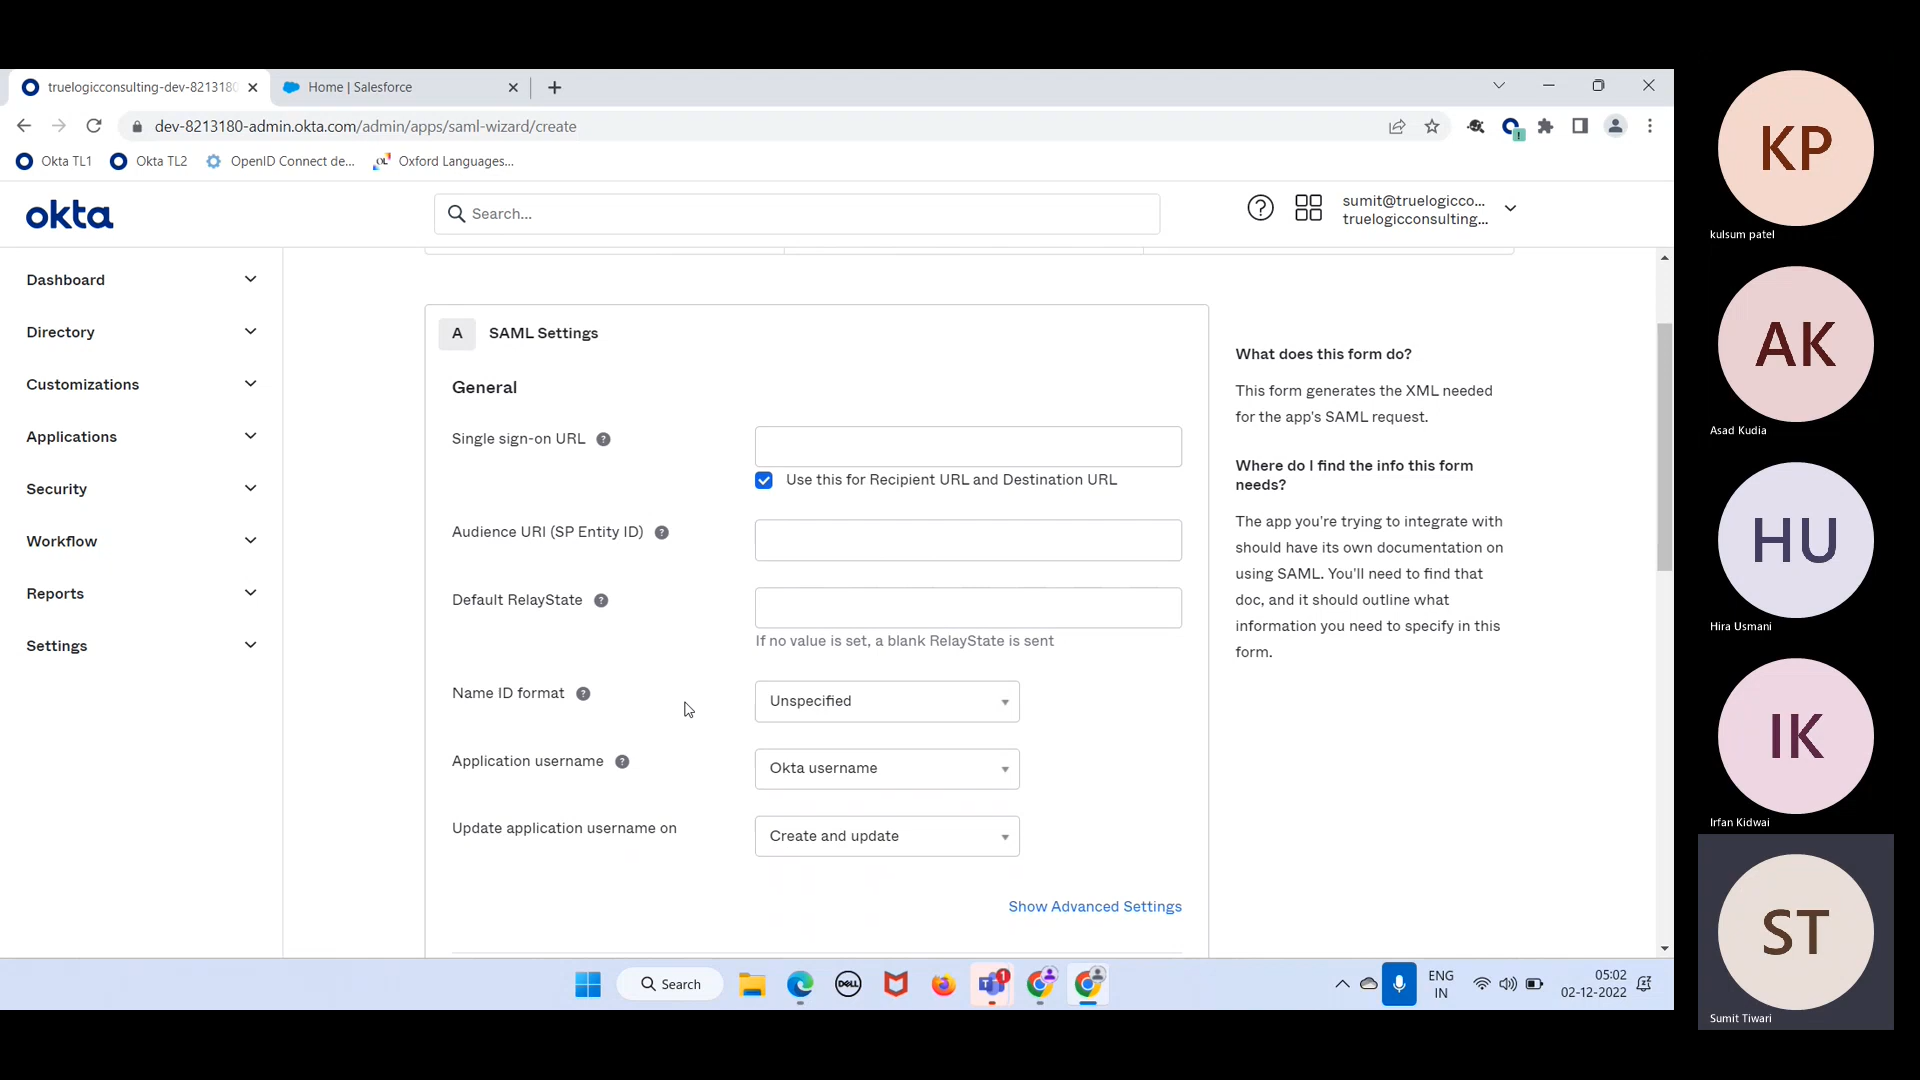 truelogicconsulting-dev-8213180
Home | Salesforce
dev-8213180-admin.okta.com/admin/apps/saml-wizard/create
Okta TL1
Okta TL2
OpenID Connect de...
Oxford Languages...
okta
Search...
sumit@truelogicco...
truelogicconsulting...
Dashboard
Directory
Customizations
Applications
Security
Workflow
Reports
Settings
A SAML Settings
General
Single sign-on URL ?
Use this for Recipient URL and Destination URL
Audience URI (SP Entity ID) ?
Default RelayState ?
If no value is set, a blank RelayState is sent
Name ID format ? Unspecified
Application username ? Okta username
Update application username on Create and update
Show Advanced Settings
What does this form do?
This form generates the XML needed
for the app's SAML request.
Where do I find the info this form
needs?
The app you're trying to integrate with
should have its own documentation on
using SAML. You'll need to find that
doc, and it should outline what
information you need to specify in this
form.
Search
DELL
1
ENG
IN
05:02
02-12-2022
KP
kulsum patel
AK
Asad Kudia
HU
Hira Usmani
IK
Irfan Kidwai
ST
Sumit Tiwari